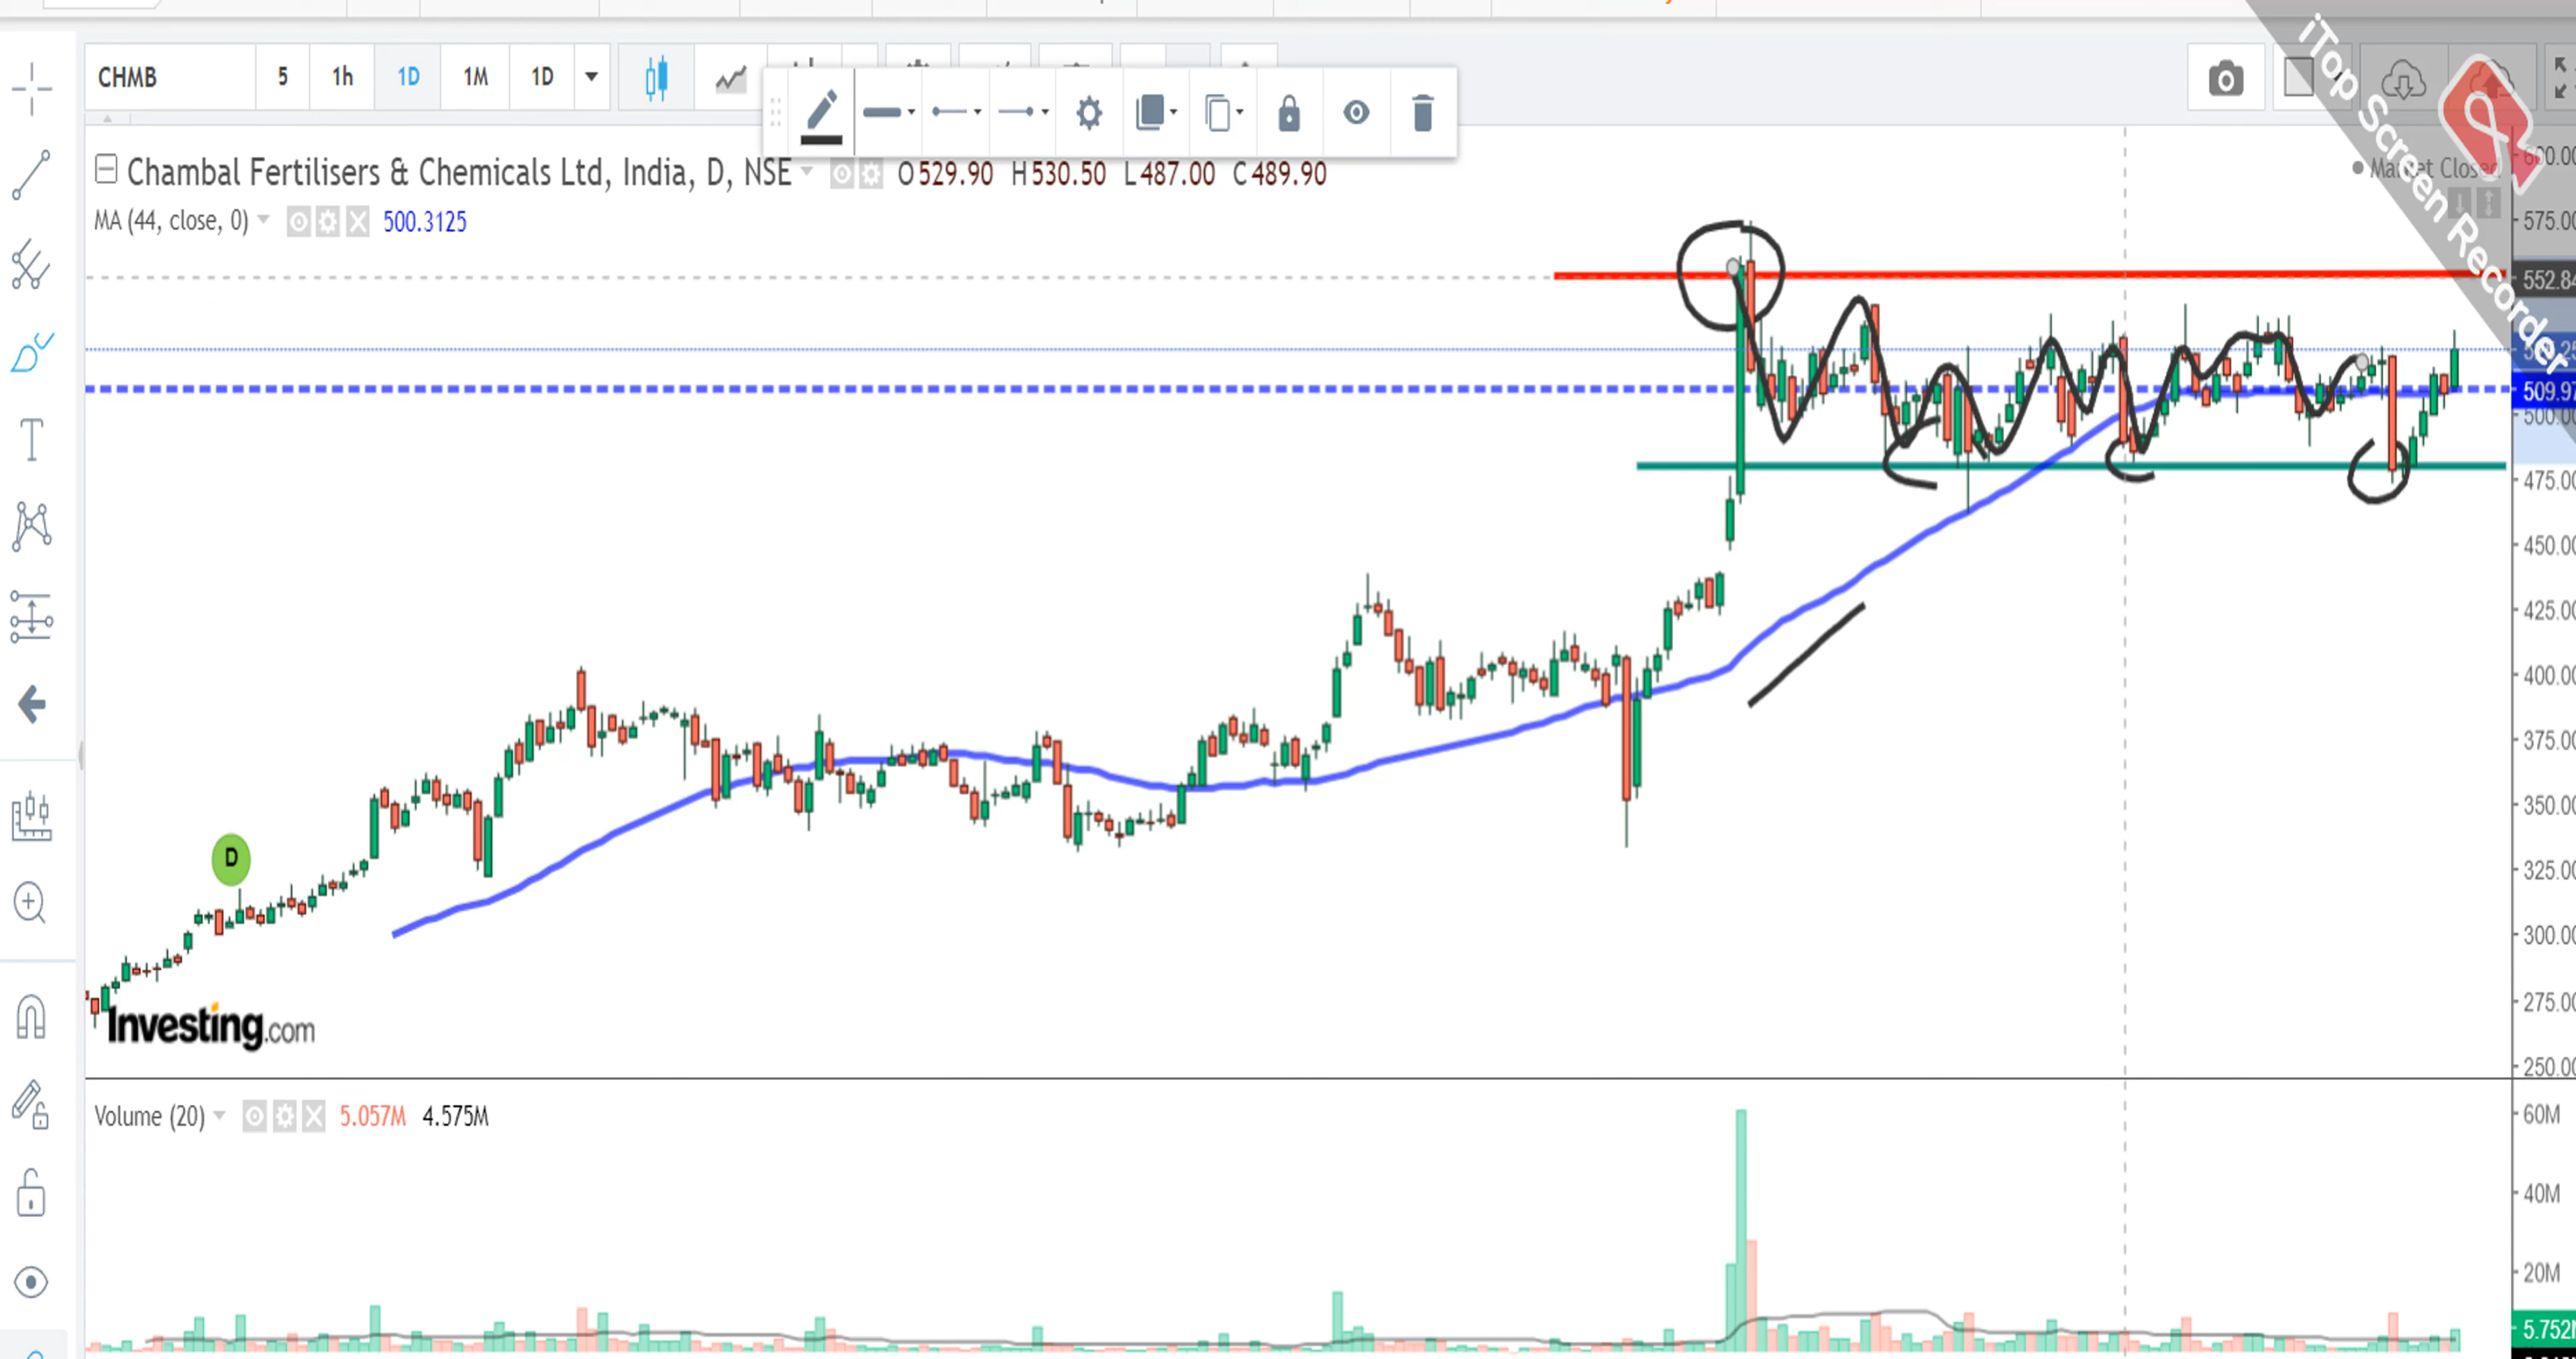 CHMB 5 1h 1D 1M 1D
Chambal Fertilisers & Chemicals Ltd, India, D, NSE O529.90 H530.50 L487.00 C489.90
MA (44, close, 0) 500.3125
iTop Screen Recorder
575.00
552.84
509.97
500.00
475.00
450.00
425.00
400.00
375.00
350.00
325.00
D
300.00
275.00
Investing.com
250.00
Volume (20) 5.057M 4.575M
60M
40M
20M
5.752M